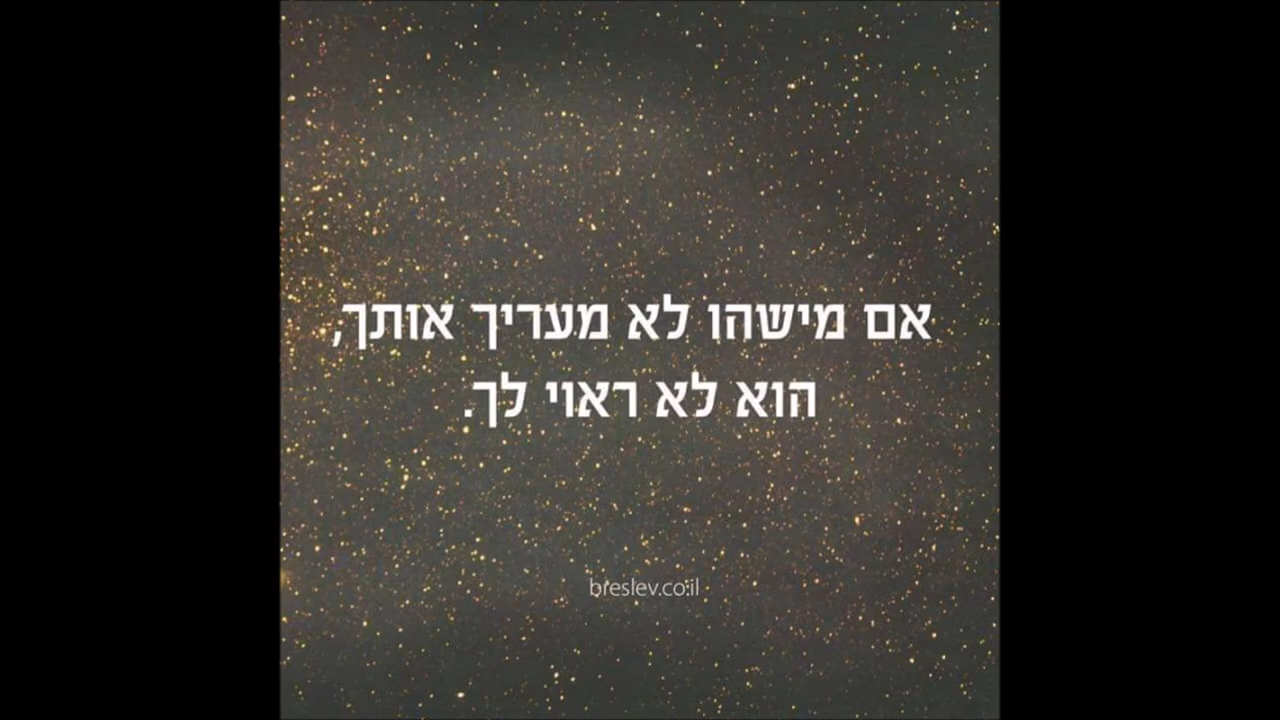 אם מישהו לא מעריך אותך,
הוא לא ראוי לך.
breslev.co.il